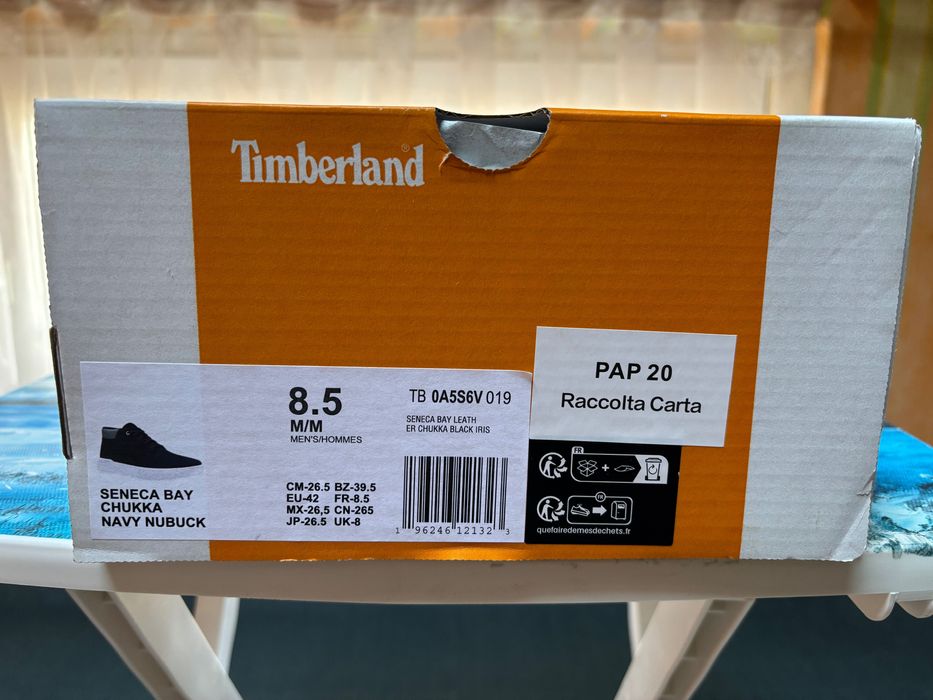 Timberland®
8.5
M/M
MEN'S/HOMMES
TB 0A5S6V 019
SENECA BAY LEATH
ER CHUKKA BLACK IRIS
SENECA BAY
CHUKKA
NAVY NUBUCK
CM-26.5 BZ-39.5
EU-42 FR-8.5
MX-26,5 CN-265
JP-26.5 UK-8
1 96246 12132 3
PAP 20
Raccolta Carta
FR
+
FR
quefairedemesdechets.fr